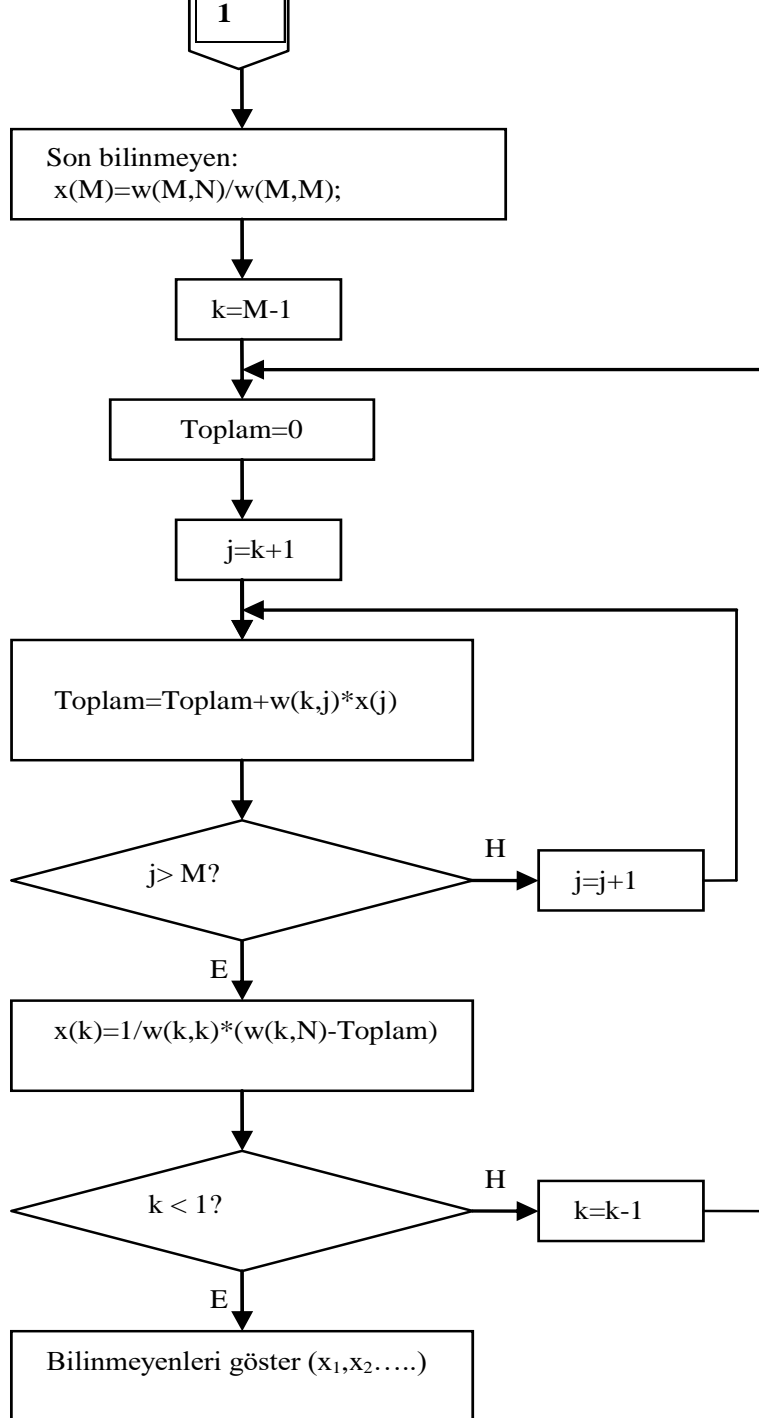 1
Son bilinmeyen:
x(M)=w(M,N)/w(M,M);
k=M-1
Toplam=0
j=k+1
Toplam=Toplam+w(k,j)*x(j)
j> M?
H
j=j+1
E
x(k)=1/w(k,k)*(w(k,N)-Toplam)
k < 1?
H
k=k-1
E
Bilinmeyenleri göster (x₁,x₂…..)